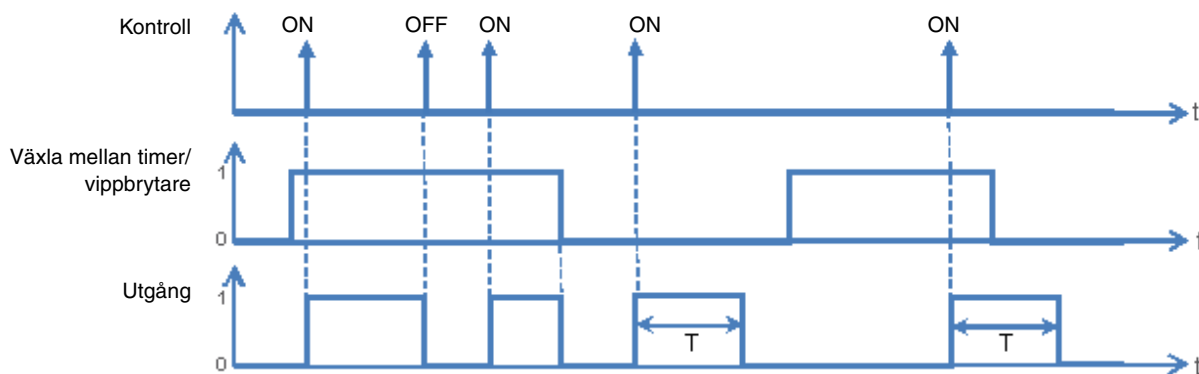 Kontroll
ON OFF ON ON ON
t
Växla mellan timer/
vippbrytare
1
0
t
Utgång
1
T T
0
t